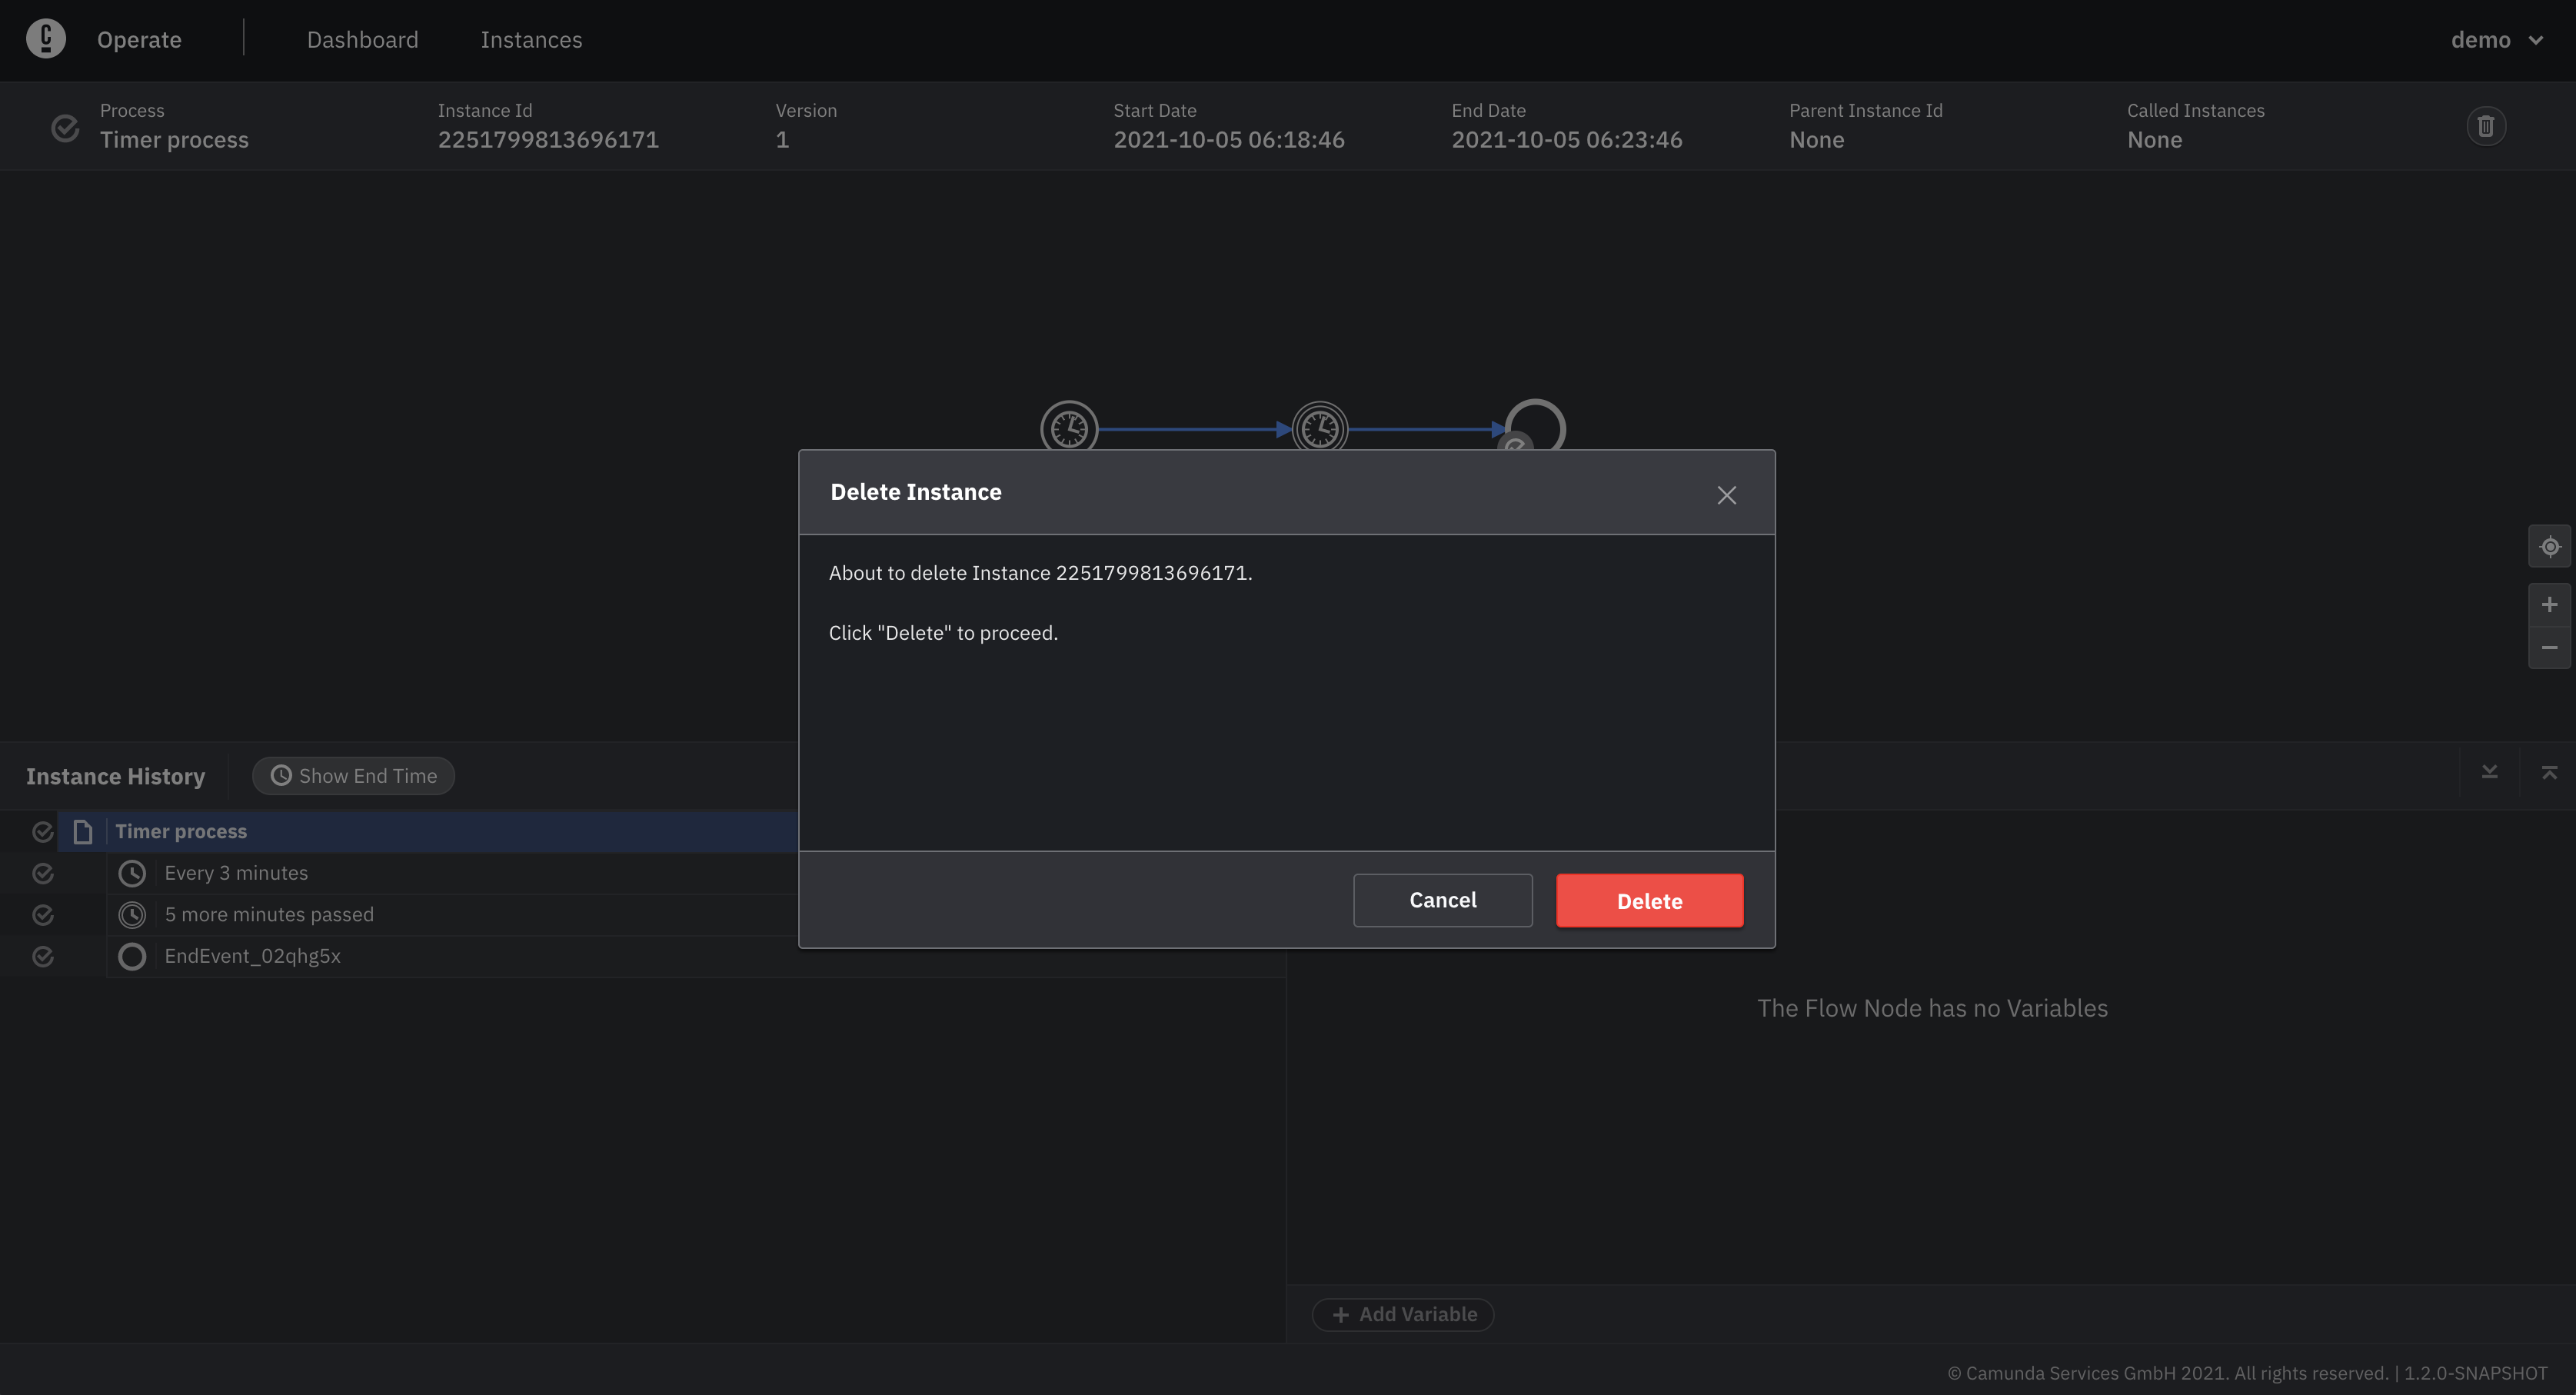 Operate
Dashboard
Instances
demo
Process
Timer process
Instance Id
2251799813696171
Version
1
Start Date
2021-10-05 06:18:46
End Date
2021-10-05 06:23:46
Parent Instance Id
None
Called Instances
None
Delete Instance
About to delete Instance 2251799813696171.
Click "Delete" to proceed.
Cancel
Delete
Instance History
Show End Time
Timer process
Every 3 minutes
5 more minutes passed
EndEvent_02qhg5x
The Flow Node has no Variables
Add Variable
© Camunda Services GmbH 2021. All rights reserved. | 1.2.0-SNAPSHOT